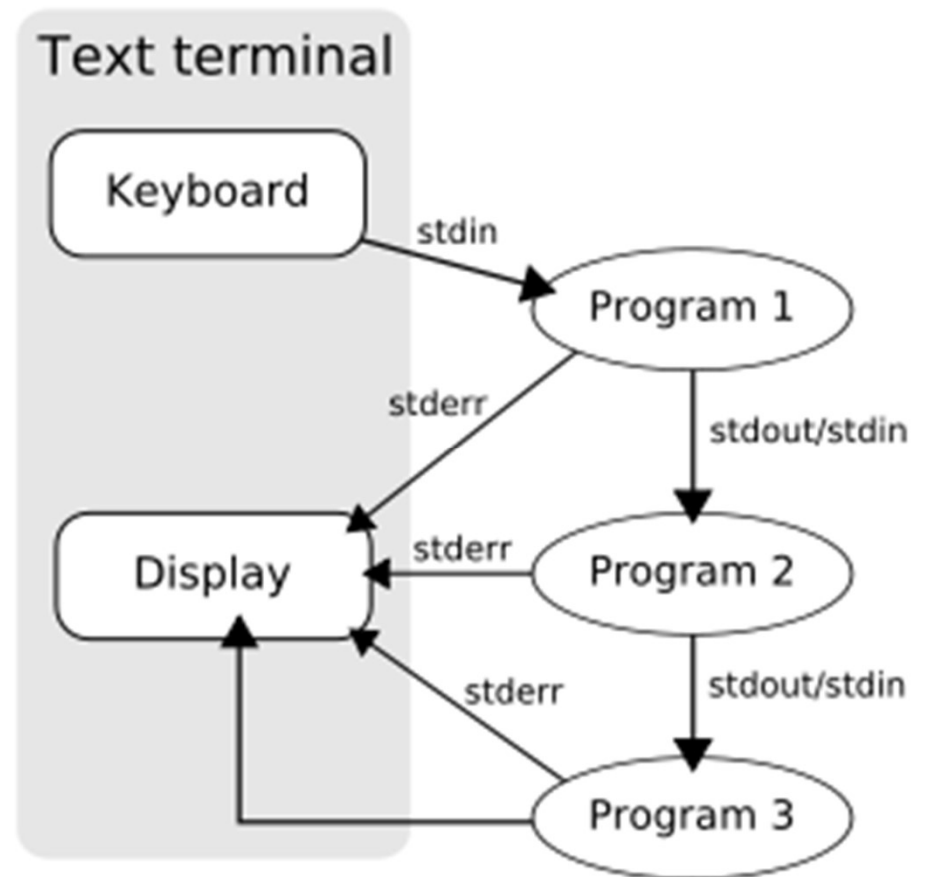 Text terminal
Keyboard
stdin
Program 1
stderr
stdout/stdin
Display
stderr
Program 2
stderr
stdout/stdin
Program 3